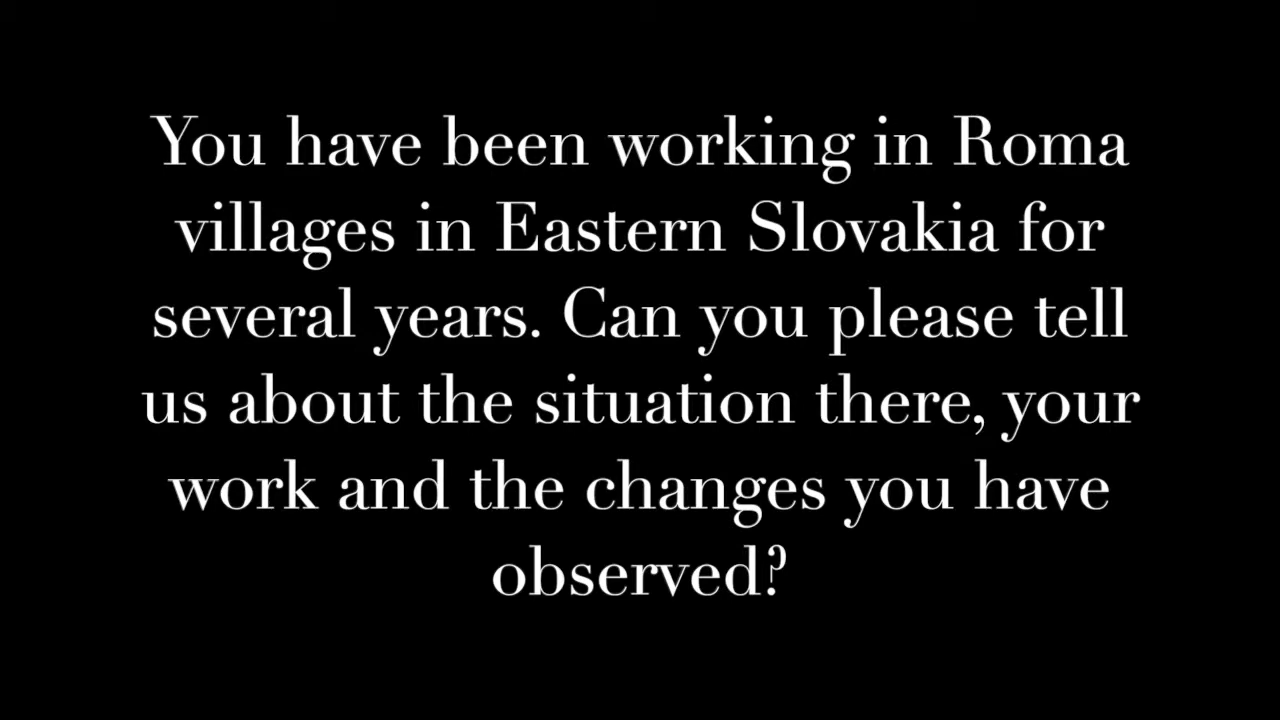 You have been working in Roma
villages in Eastern Slovakia for
several years. Can you please tell
us about the situation there, your
work and the changes you have
observed?